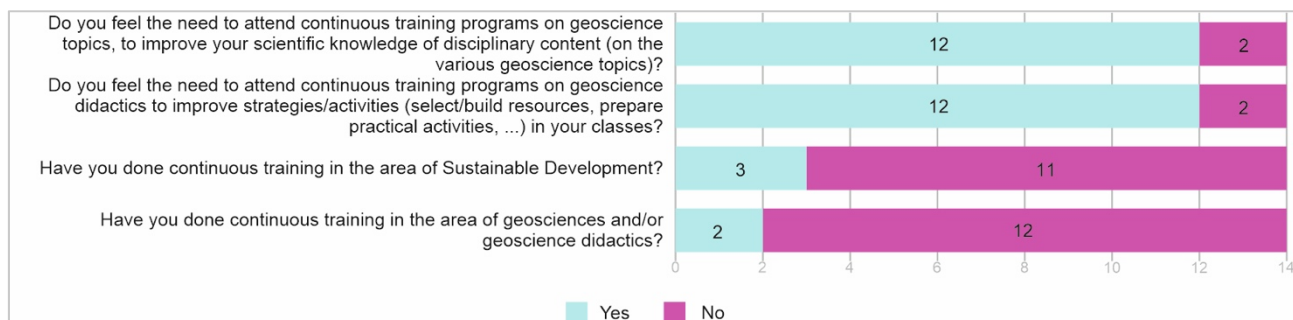 Do you feel the need to attend continuous training programs on geoscience
topics, to improve your scientific knowledge of disciplinary content (on the
various geoscience topics)?
12 2
Do you feel the need to attend continuous training programs on geoscience
didactics to improve strategies/activities (select/build resources, prepare
practical activities, ...) in your classes?
12 2
Have you done continuous training in the area of Sustainable Development?
3 11
Have you done continuous training in the area of geosciences and/or
geoscience didactics?
2 12
0 2 4 6 8 10 12 14
Yes No